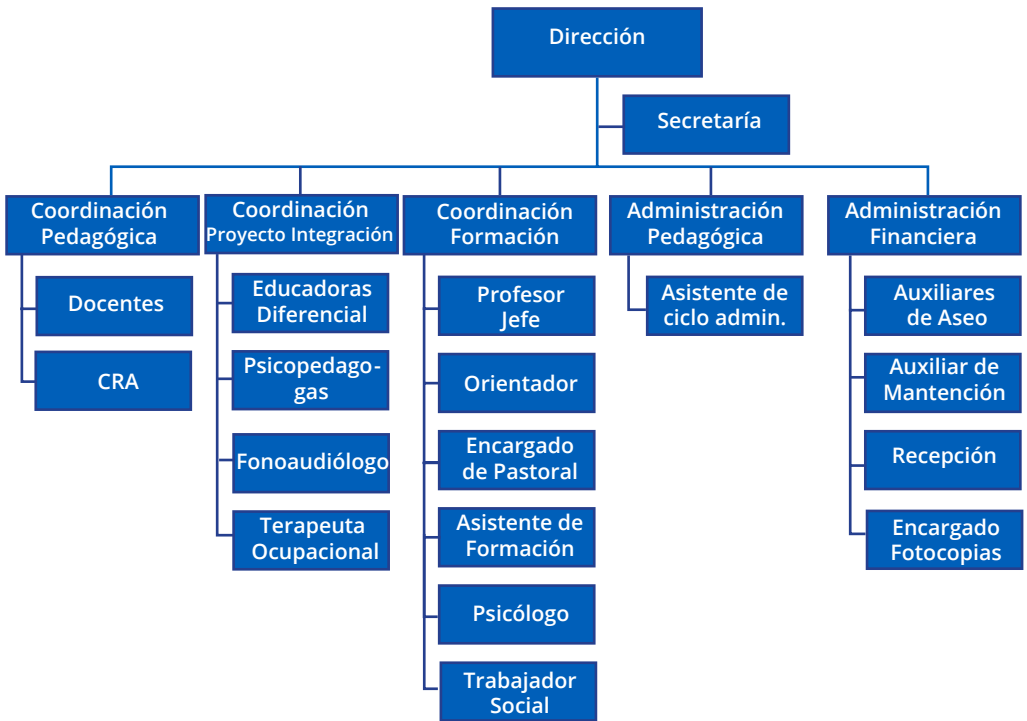 Dirección
Secretaría
Coordinación
Pedagógica
Docentes
CRA
Coordinación
Proyecto Integración
Educadoras
Diferencial
Psicopedago-
gas
Fonoaudiólogo
Terapeuta
Ocupacional
Coordinación
Formación
Profesor
Jefe
Orientador
Encargado
de Pastoral
Asistente de
Formación
Psicólogo
Trabajador
Social
Administración
Pedagógica
Asistente de
ciclo admin.
Administración
Financiera
Auxiliares
de Aseo
Auxiliar de
Mantención
Recepción
Encargado
Fotocopias